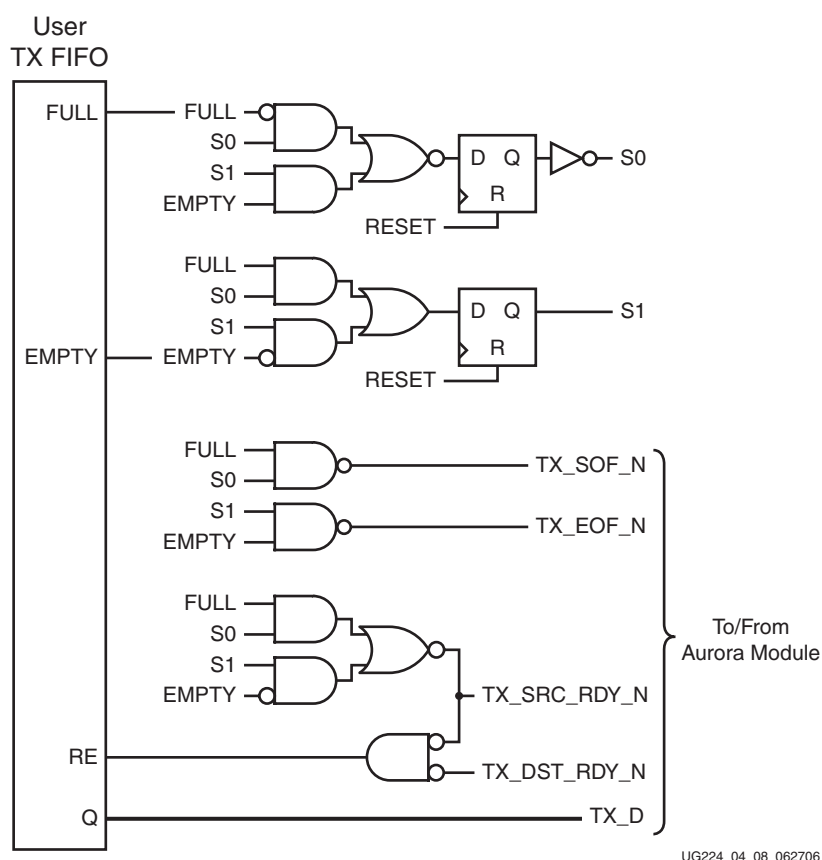 User
TX FIFO
FULL
FULL
S0
S1
EMPTY
D Q
R
RESET
S0
FULL
S0
S1
EMPTY
EMPTY
D Q
R
RESET
S1
FULL
S0
TX_SOF_N
S1
EMPTY
TX_EOF_N
FULL
S0
S1
EMPTY
TX_SRC_RDY_N
To/From
Aurora Module
RE
TX_DST_RDY_N
Q
TX_D
UG224_04_08_062706